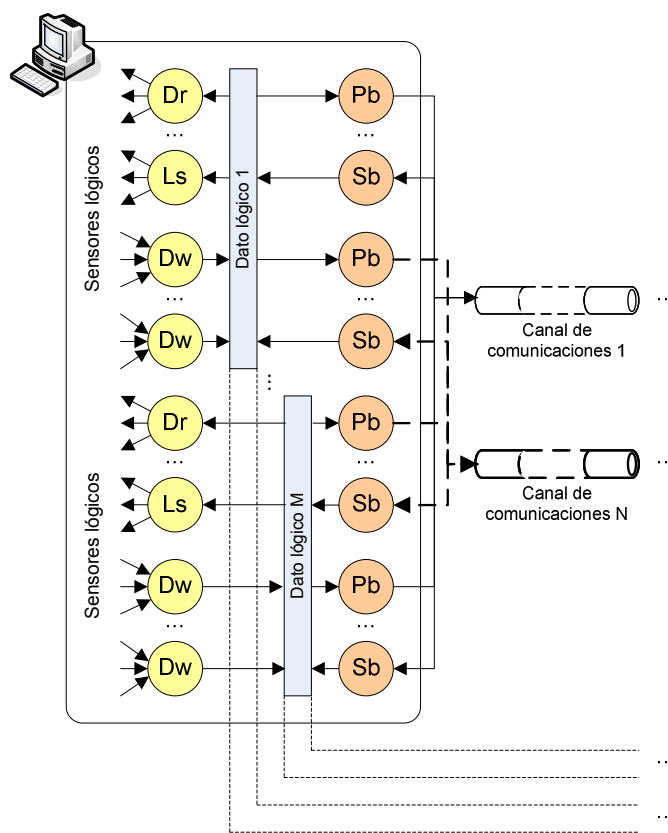 Dr
Pb
...
...
Ls
Sb
Sensores lógicos
Dato lógico 1
Dw
Pb
...
...
Dw
Sb
Canal de
comunicaciones 1
...
...
Dr
Pb
...
...
Ls
Sb
Sensores lógicos
Dato lógico M
Canal de
comunicaciones N
...
Dw
Pb
...
...
Dw
Sb
...
...